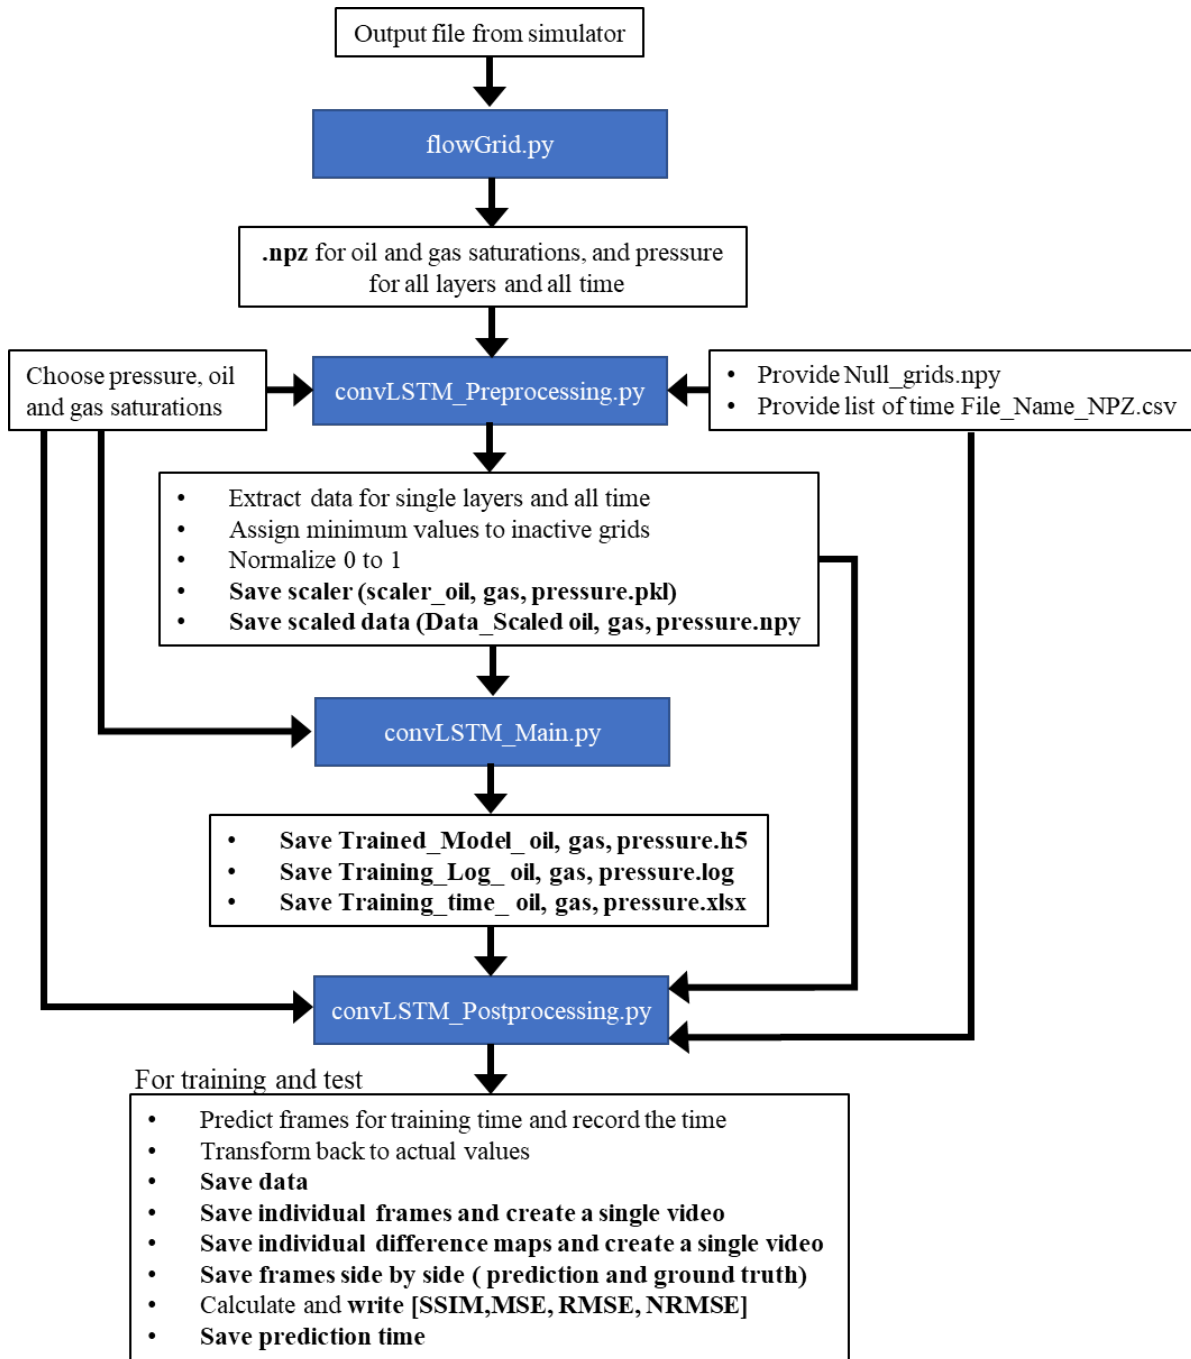 Output file from simulator
flowGrid.py
.npz for oil and gas saturations, and pressure
for all layers and all time
Choose pressure, oil
and gas saturations
convLSTM_Preprocessing.py
• Provide Null_grids.npy
• Provide list of time File_Name_NPZ.csv
• Extract data for single layers and all time
• Assign minimum values to inactive grids
• Normalize 0 to 1
• Save scaler (scaler_oil, gas, pressure.pkl)
• Save scaled data (Data_Scaled oil, gas, pressure.npy
convLSTM_Main.py
• Save Trained_Model_ oil, gas, pressure.h5
• Save Training_Log_ oil, gas, pressure.log
• Save Training_time_ oil, gas, pressure.xlsx
convLSTM_Postprocessing.py
For training and test
• Predict frames for training time and record the time
• Transform back to actual values
• Save data
• Save individual frames and create a single video
• Save individual difference maps and create a single video
• Save frames side by side ( prediction and ground truth)
• Calculate and write [SSIM,MSE, RMSE, NRMSE]
• Save prediction time